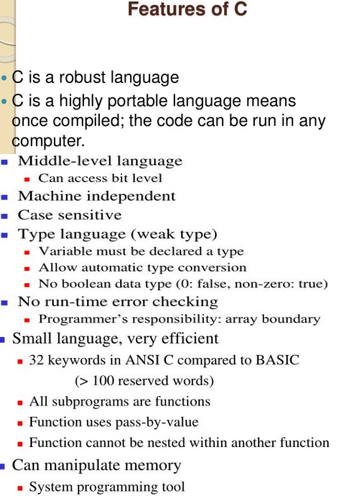 Features of C
• C is a robust language
• C is a highly portable language means
once compiled; the code can be run in any
computer.
■ Middle-level language
■ Can access bit level
■ Machine independent
■ Case sensitive
■ Type language (weak type)
■ Variable must be declared a type
■ Allow automatic type conversion
■ No boolean data type (0: false, non-zero: true)
■ No run-time error checking
■ Programmer's responsibility: array boundary
■ Small language, very efficient
■ 32 keywords in ANSI C compared to BASIC
(> 100 reserved words)
■ All subprograms are functions
■ Function uses pass-by-value
■ Function cannot be nested within another function
■ Can manipulate memory
■ System programming tool